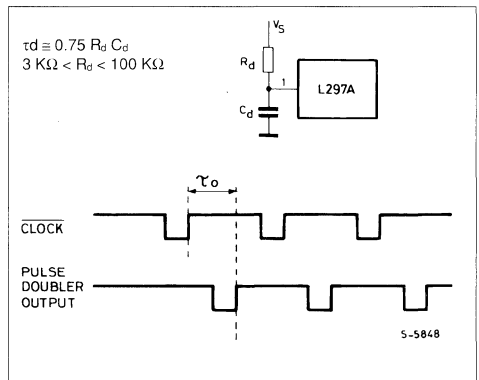 τd ≅ 0.75 Rd Cd
3 KΩ < Rd < 100 KΩ
VS
Rd
1
L297A
Cd
τo
CLOCK
PULSE
DOUBLER
OUTPUT
S-5848